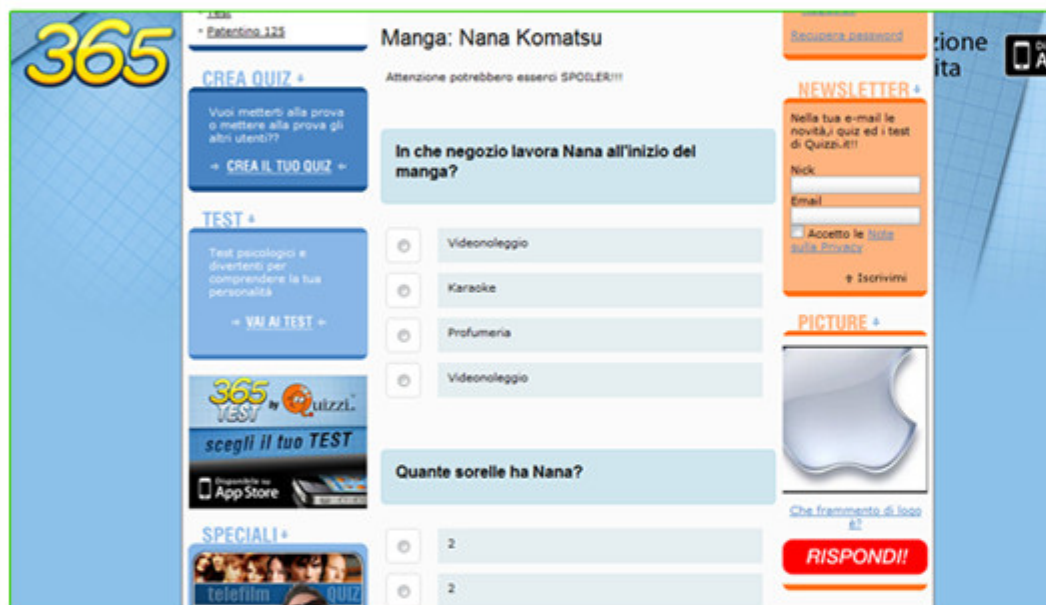 365
Test
Patentino 125
CREA QUIZ
Vuoi metterti alla prova
o mettere alla prova gli
altri utenti??
CREA IL TUO QUIZ
TEST
Test psicologici e
divertenti per
comprendere la tua
personalità
VAI AI TEST
365
TEST by Quizzi.
scegli il tuo TEST
Disponibile su
App Store
SPECIALI
telefilm QUIZ
Manga: Nana Komatsu
Attenzione potrebbero esserci SPOILER!!!
In che negozio lavora Nana all'inizio del
manga?
Videonoleggio
Karaoke
Profumeria
Videonoleggio
Quante sorelle ha Nana?
2
2
Recupera password
NEWSLETTER
Nella tua e-mail le
novità,i quiz ed i test
di Quizzi.it!!
Nick
Email
Accetto le Note
sulla Privacy
Iscrivimi
PICTURE
Che frammento di logo
è?
RISPONDI!
zione
ita